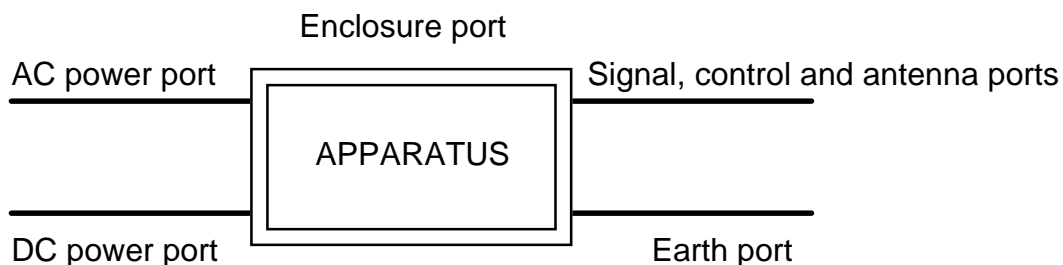 Enclosure port
AC power port
Signal, control and antenna ports
APPARATUS
DC power port
Earth port